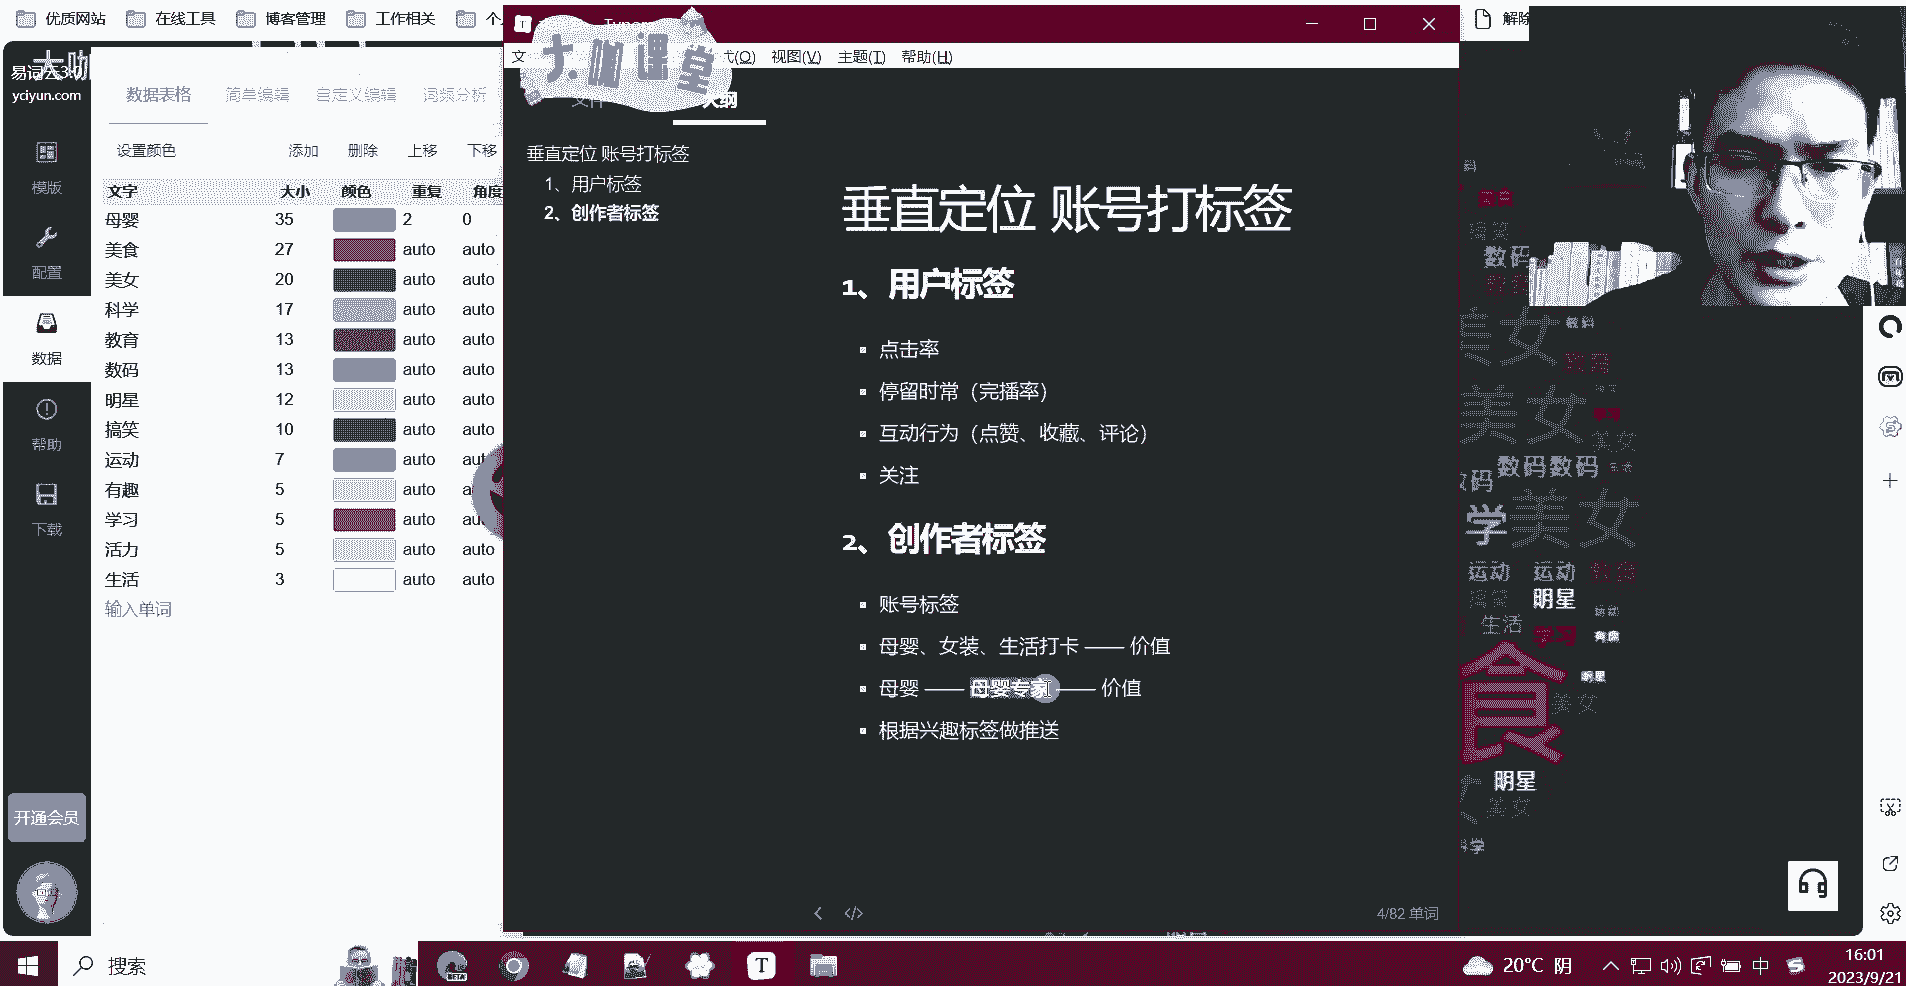 优质网站
在线工具
博客管理
工作相关
解除
易词云3.0
yciyun.com
模版
配置
数据
帮助
下载
开通会员
数据表格
简单编辑
自定义编辑
词频分析
设置颜色
添加
删除
上移
下移
文字 大小 颜色 重复 角度
母婴 35 2 0
美食 27 auto auto
美女 20 auto auto
科学 17 auto auto
教育 13 auto auto
数码 13 auto auto
明星 12 auto auto
搞笑 10 auto auto
运动 7 auto
有趣 5 auto
学习 5 auto
活力 5 auto auto
生活 3 auto auto
输入单词
大咖课堂
视图(V)
主题(T)
帮助(H)
文件
大纲
垂直定位 账号打标签
1、用户标签
2、创作者标签
垂直定位 账号打标签
1、用户标签
点击率
停留时常（完播率）
互动行为（点赞、收藏、评论）
关注
2、创作者标签
账号标签
母婴、女装、生活打卡 —— 价值
母婴 —— 母婴专家 —— 价值
根据兴趣标签做推送
4/82 单词
数码
美女
美女
数码数码
学
美女
运动
运动
明星
生活
学习
食
明星
明星
美女
搜索
20°C 阴
中
16:01
2023/9/21